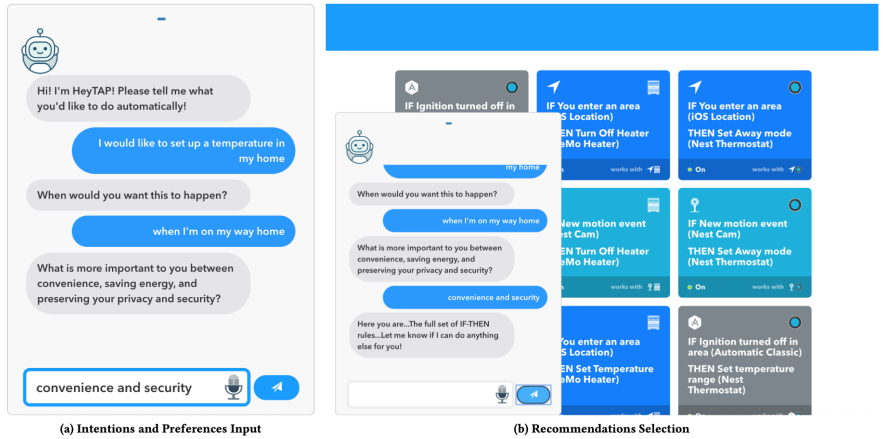 Hi! I'm HeyTAP! Please tell me what
you'd like to do automatically!
I would like to set up a temperature in
my home
When would you want this to happen?
when I'm on my way home
What is more important to you between
convenience, saving energy, and
preserving your privacy and security?
convenience and security
(a) Intentions and Preferences Input
IF Ignition turned off in
IF You enter an area
S Location)
EN Turn Off Heater
eMo Heater)
n
works with
IF You enter an area
(iOS Location)
THEN Set Away mode
(Nest Thermostat)
On
works with
my home
When would you want this to happen?
when I'm on my way home
What is more important to you between
convenience, saving energy, and
preserving your privacy and security?
convenience and security
Here you are...The full set of IF-THEN
rules...Let me know if I can do anything
else for you!
New motion event
est Cam)
EN Turn Off Heater
eMo Heater)
n
works with
IF New motion event
(Nest Cam)
THEN Set Away mode
(Nest Thermostat)
On
works with
You enter an area
S Location)
EN Set Temperature
eMo Heater)
works with
IF Ignition turned off in
area (Automatic Classic)
THEN Set temperature
range (Nest
Thermostat)
On
works with
(b) Recommendations Selection